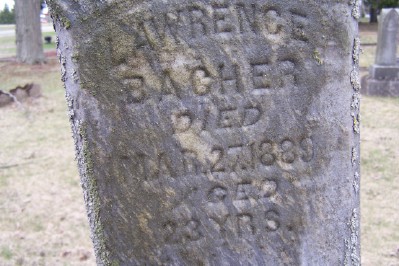 LAWRENCE
BACHER
DIED
MAR. 27, 1889
AGED
23 YRS.